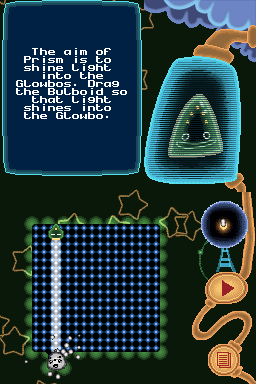 The aim of
Prism is to
shine light
into the
Glowbos. Drag
the Bulboid so
that light
shines into
the Glowbo.